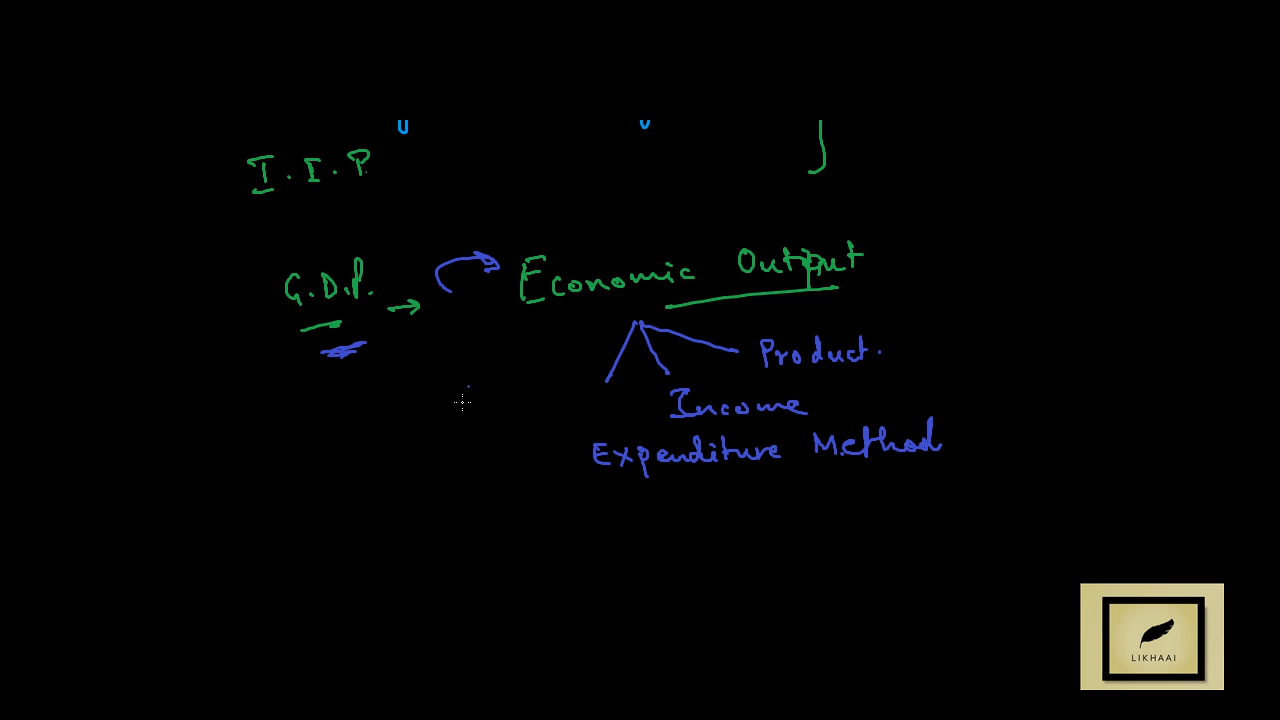 I.I.P.
G.D.P. → Economic Output
Product.
Income
Expenditure Method
LIKHAAI